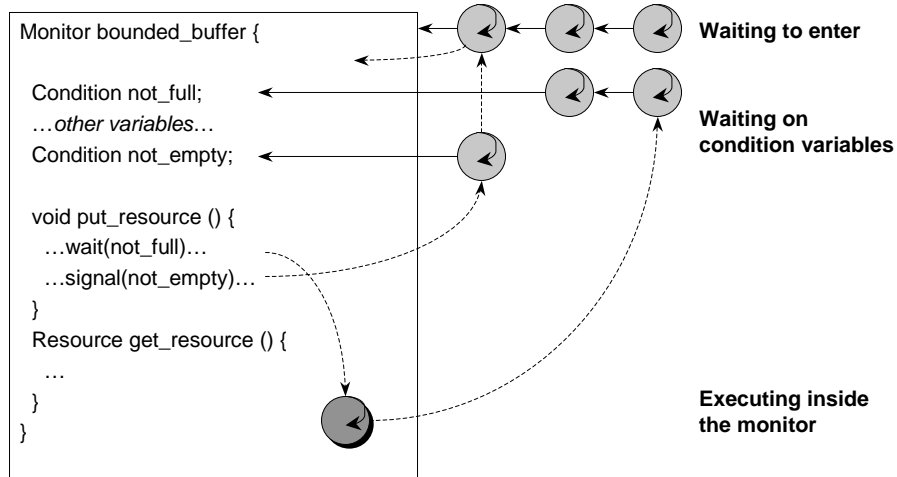 Monitor bounded_buffer {
Waiting to enter
Condition not_full;
…other variables…
Condition not_empty;
Waiting on
condition variables
void put_resource () {
…wait(not_full)…
…signal(not_empty)…
}
Resource get_resource () {
…
}
}
Executing inside
the monitor